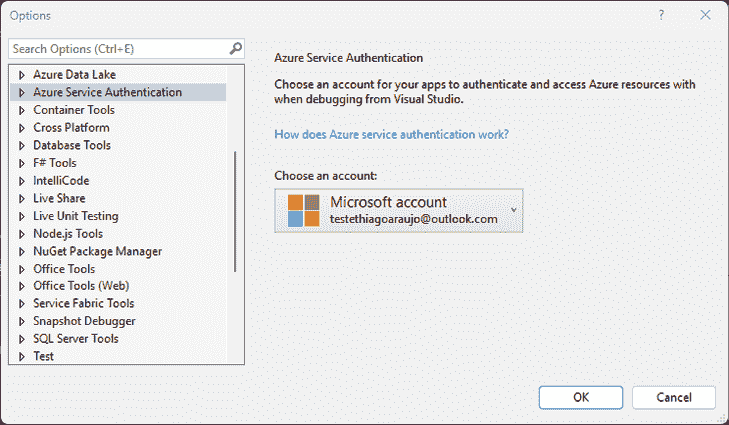 Options
?
Search Options (Ctrl+E)
Azure Data Lake
Azure Service Authentication
Container Tools
Cross Platform
Database Tools
F# Tools
IntelliCode
Live Share
Live Unit Testing
Node.js Tools
NuGet Package Manager
Office Tools
Office Tools (Web)
Service Fabric Tools
Snapshot Debugger
SQL Server Tools
Test
Azure Service Authentication
Choose an account for your apps to authenticate and access Azure resources with
when debugging from Visual Studio.
How does Azure service authentication work?
Choose an account:
Microsoft account
testethiagoaraujo@outlook.com
OK
Cancel